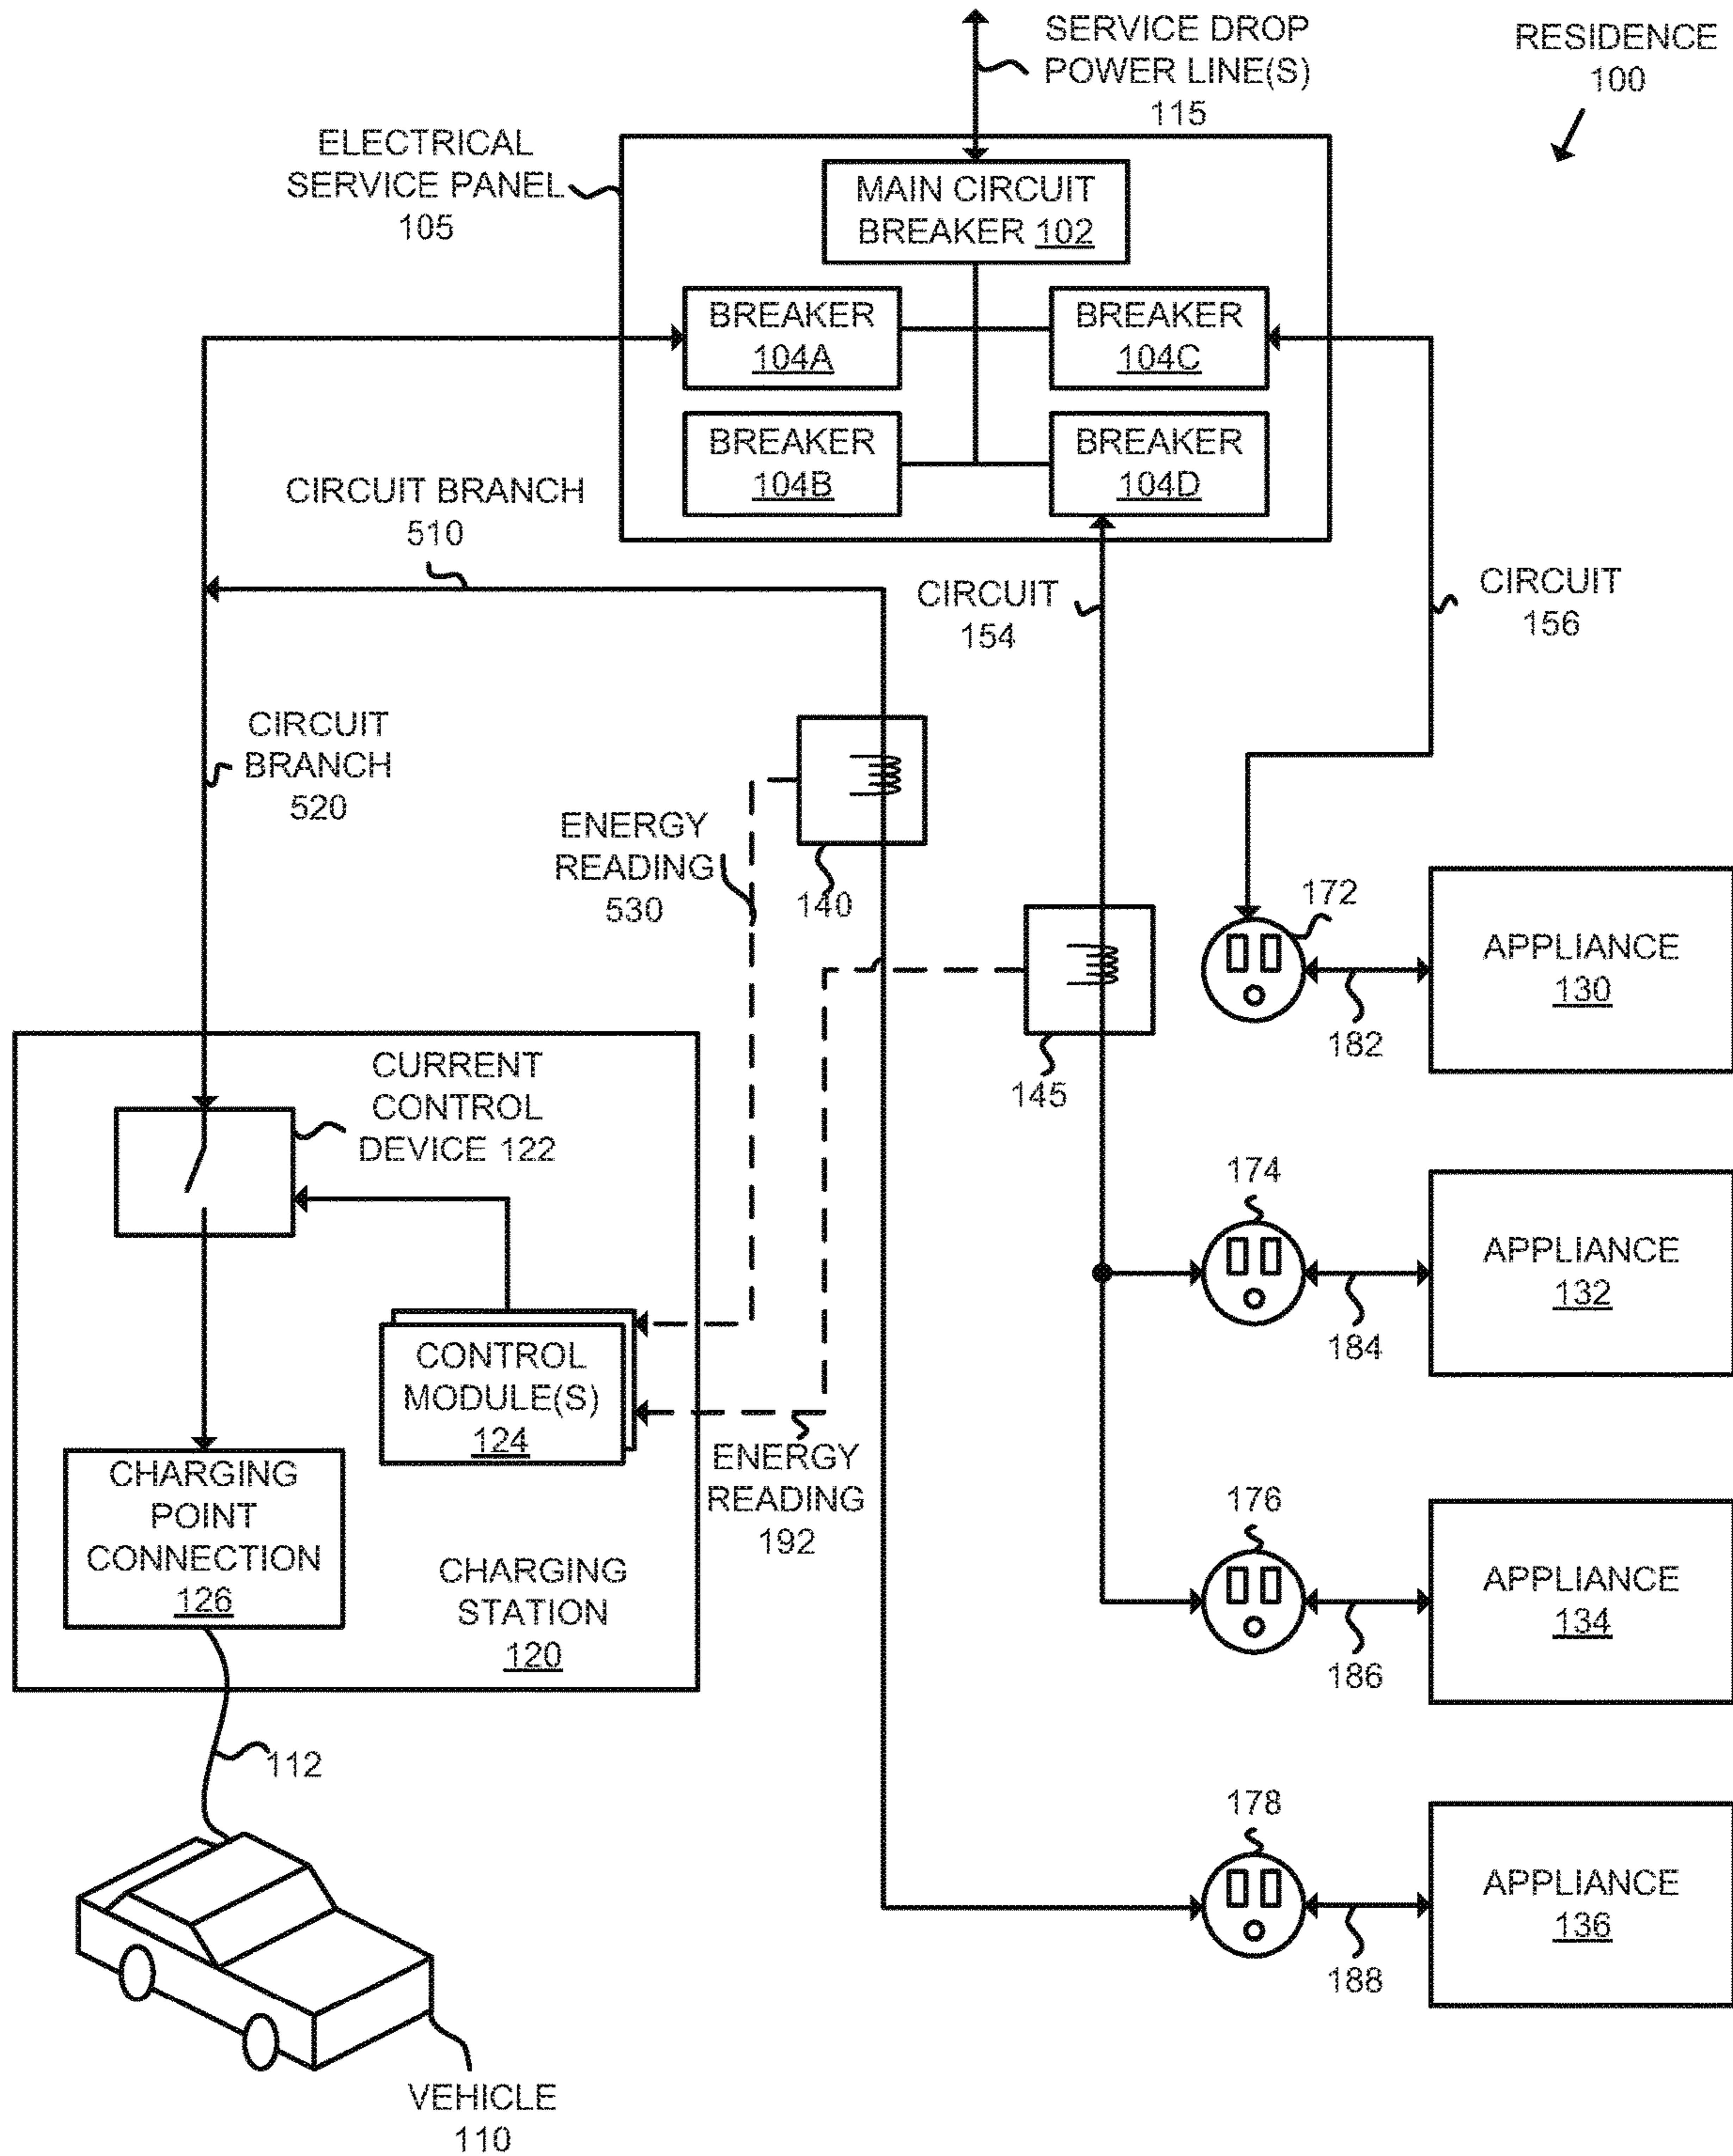 SERVICE DROP
POWER LINE(S)
115
RESIDENCE
100
ELECTRICAL
SERVICE PANEL
105
MAIN CIRCUIT
BREAKER 102
BREAKER
104A
BREAKER
104C
BREAKER
104B
BREAKER
104D
CIRCUIT BRANCH
510
CIRCUIT
154
CIRCUIT
156
CIRCUIT
BRANCH
520
ENERGY
READING
530
140
172
APPLIANCE
130
182
145
CURRENT
CONTROL
DEVICE 122
174
APPLIANCE
132
184
CONTROL
MODULE(S)
124
ENERGY
READING
192
CHARGING
POINT
CONNECTION
126
CHARGING
STATION
120
176
APPLIANCE
134
186
112
178
APPLIANCE
136
188
VEHICLE
110